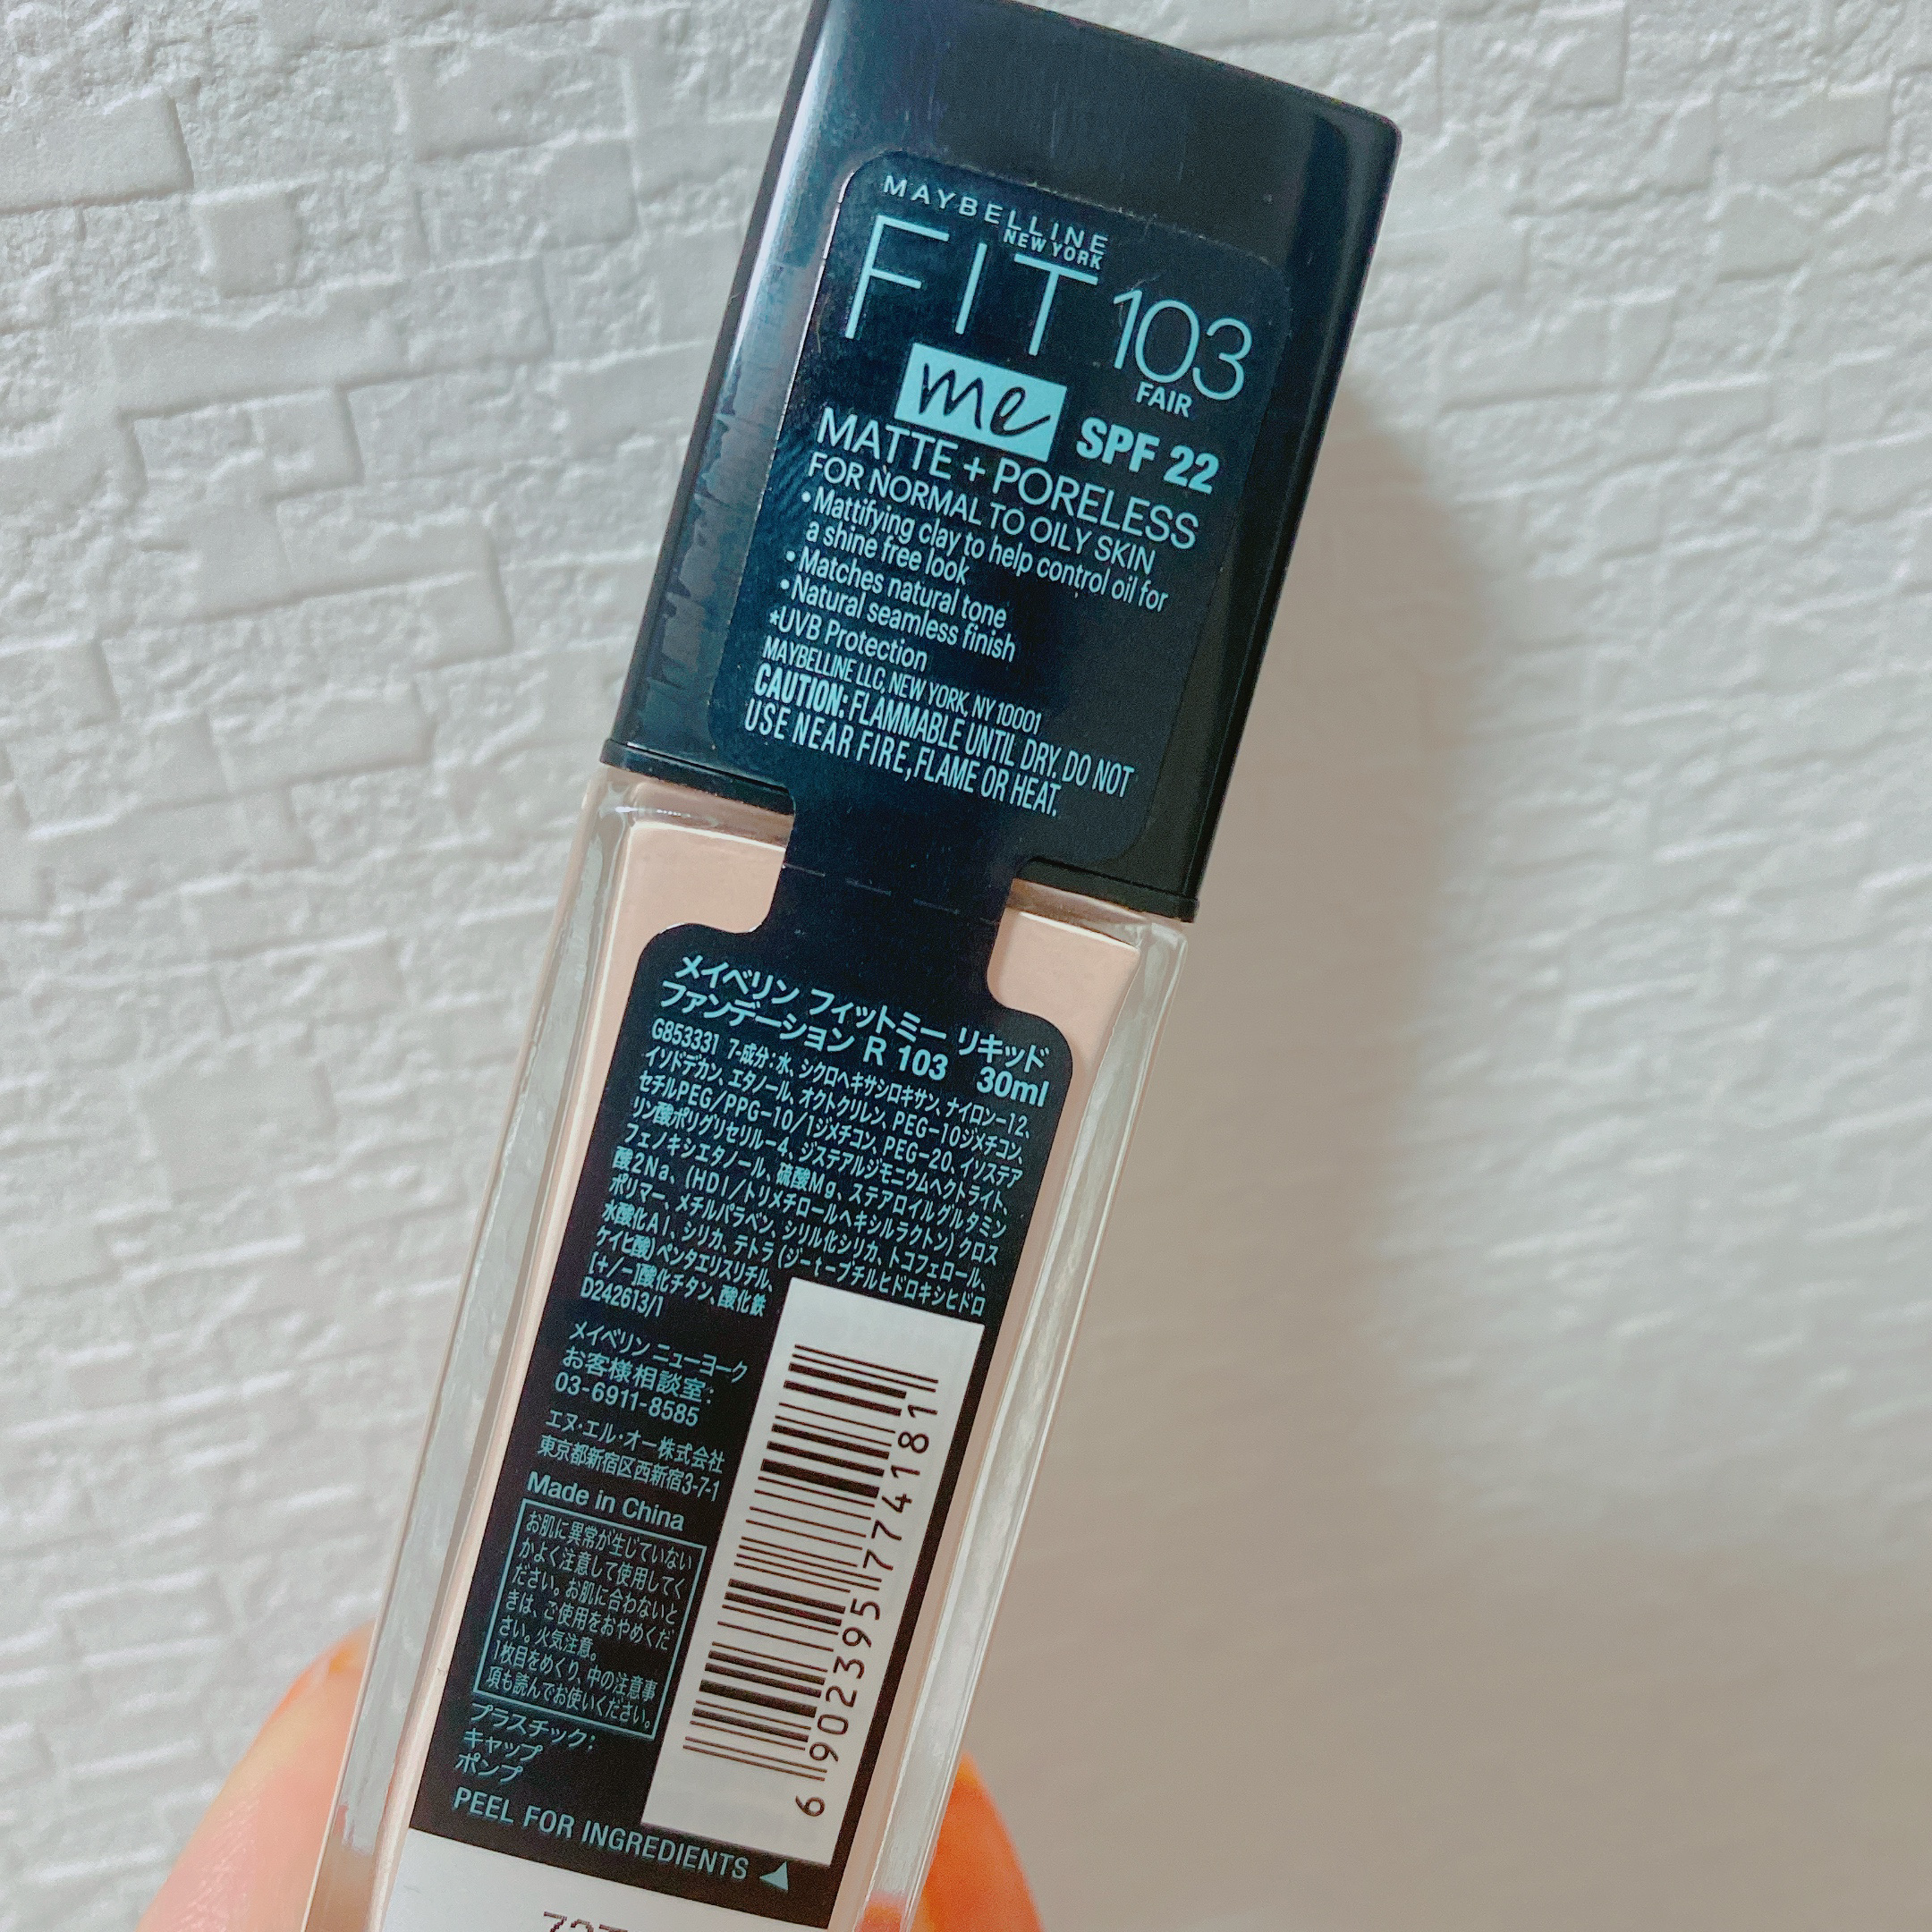 MAYBELLINE
NEW YORK
FIT 103
FAIR
me SPF 22
MATTE + PORELESS
FOR NORMAL TO OILY SKIN
•Mattifying clay to help control oil for
a shine free look
•Matches natural tone
•Natural seamless finish
*UVB Protection
MAYBELLINE LLC, NEW YORK, NY 10001
CAUTION: FLAMMABLE UNTIL DRY. DO NOT
USE NEAR FIRE, FLAME OR HEAT.
メイベリン フィットミー リキッド
ファンデーション R 103 30ml
G853331 7-成分:水、シクロヘキサシロキサン、ナイロン-12、
イソドデカン、エタノール、オクトクリレン、PEG-10ジメチコン、
セチルPEG/PPG-10/1ジメチコン、PEG-20、イソステア
リン酸ポリグリセリル-4、ジステアルジモニウムヘクトライト、
フェノキシエタノール、硫酸Mg、ステアロイルグルタミン
酸2Na、(HDI/トリメチロールヘキシルラクトン)クロス
ポリマー、メチルパラベン、シリル化シリカ、トコフェロール、
水酸化Al、シリカ、テトラ(ジ-t-ブチルヒドロキシヒドロ
ケイヒ酸)ペンタエリスリチル、
[+/-]酸化チタン、酸化鉄
D242613/1
メイベリン ニューヨーク
お客様相談室:
03-6911-8585
エヌ・エル・オー株式会社
東京都新宿区西新宿3-7-1
Made in China
お肌に異常が生じていない
かよく注意して使用してく
ださい。お肌に合わないと
きは、ご使用をおやめくだ
さい。火気注意。
1枚目をめくり、中の注意事
項も読んでお使いください。
プラスチック:
キャップ
ポンプ
PEEL FOR INGREDIENTS
6 902395 774181